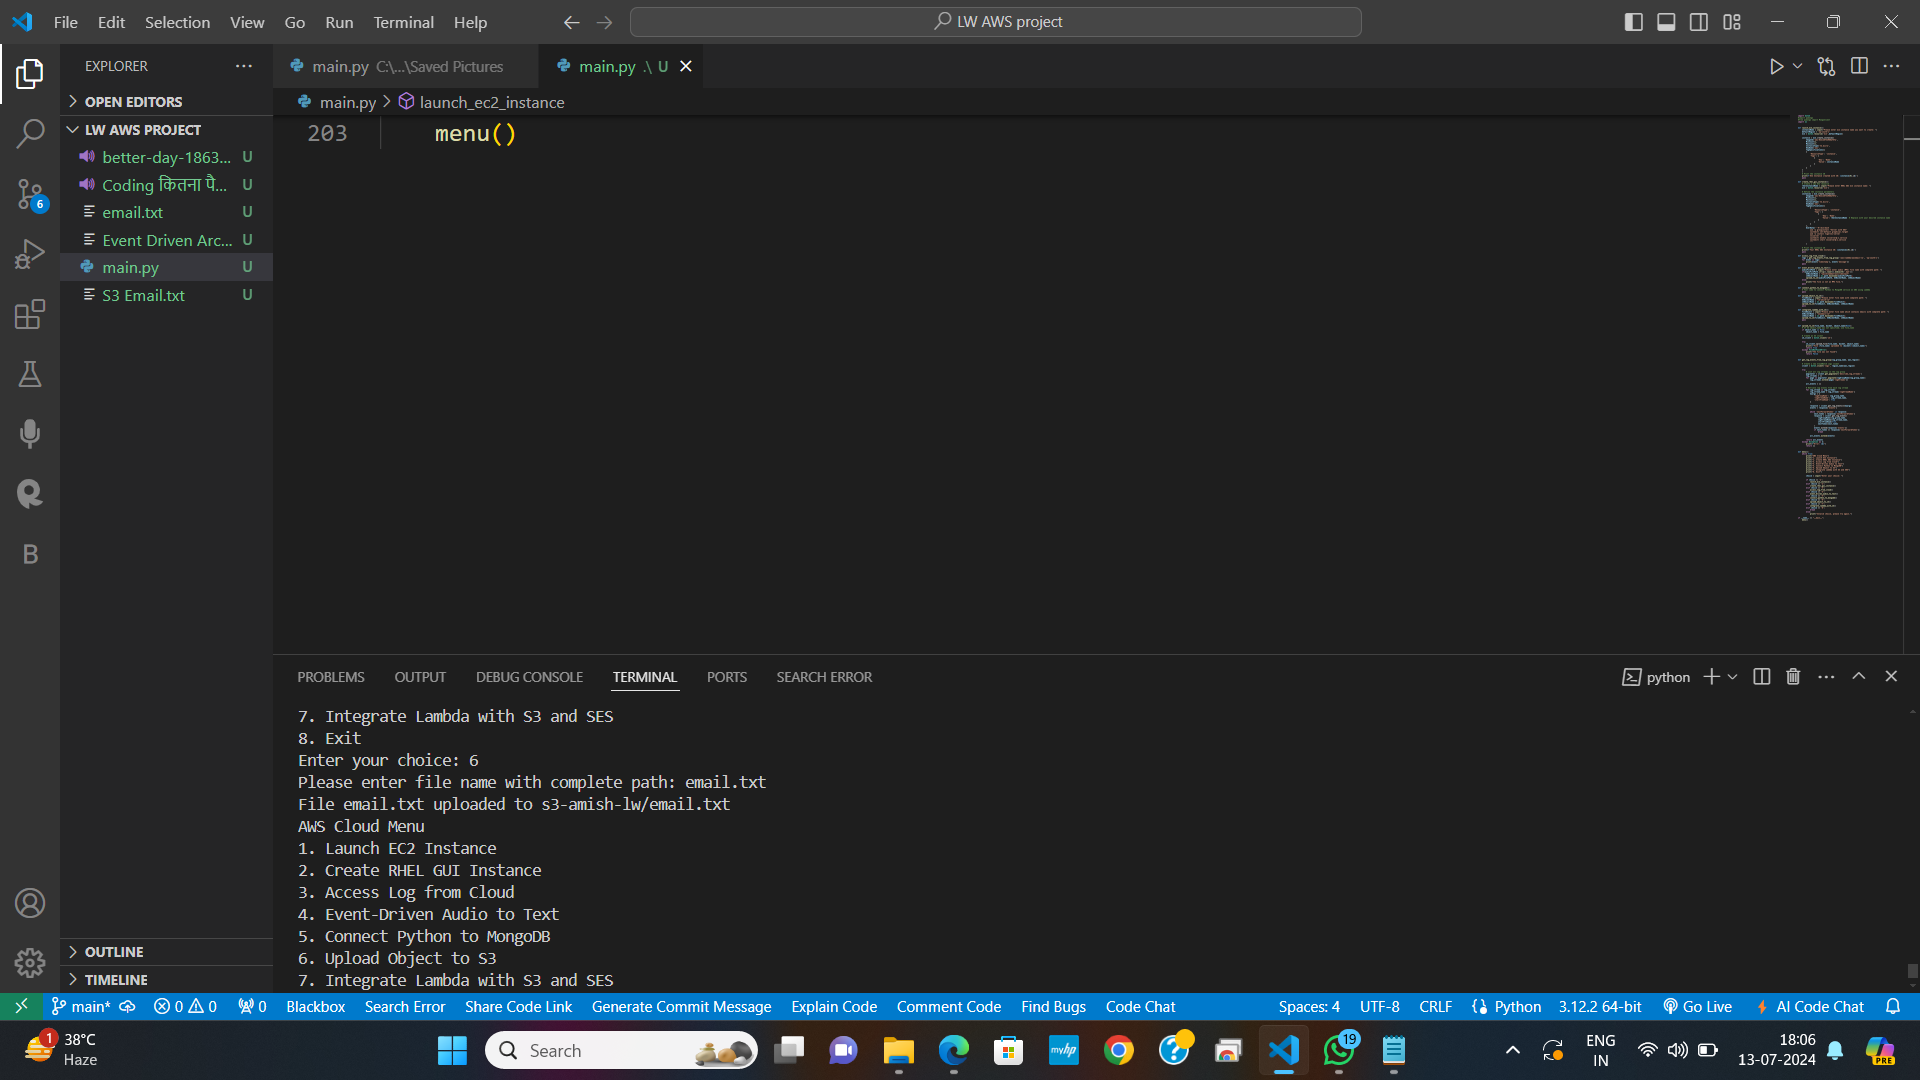 File Edit Selection View Go Run Terminal Help
LW AWS project
EXPLORER
OPEN EDITORS
LW AWS PROJECT
better-day-1863... U
Coding कितना पै... U
email.txt U
Event Driven Arc... U
main.py U
S3 Email.txt U
OUTLINE
TIMELINE
6
B
main.py C:\...\Saved Pictures
main.py .\ U
main.py > launch_ec2_instance
203 menu()
PROBLEMS OUTPUT DEBUG CONSOLE TERMINAL PORTS SEARCH ERROR
python
7. Integrate Lambda with S3 and SES
8. Exit
Enter your choice: 6
Please enter file name with complete path: email.txt
File email.txt uploaded to s3-amish-lw/email.txt
AWS Cloud Menu
1. Launch EC2 Instance
2. Create RHEL GUI Instance
3. Access Log from Cloud
4. Event-Driven Audio to Text
5. Connect Python to MongoDB
6. Upload Object to S3
7. Integrate Lambda with S3 and SES
main* 0 0 0 Blackbox Search Error Share Code Link Generate Commit Message Explain Code Comment Code Find Bugs Code Chat Spaces: 4 UTF-8 CRLF Python 3.12.2 64-bit Go Live AI Code Chat
1
38°C
Haze
Search
myhp
19
ENG
IN
18:06
13-07-2024
PRE